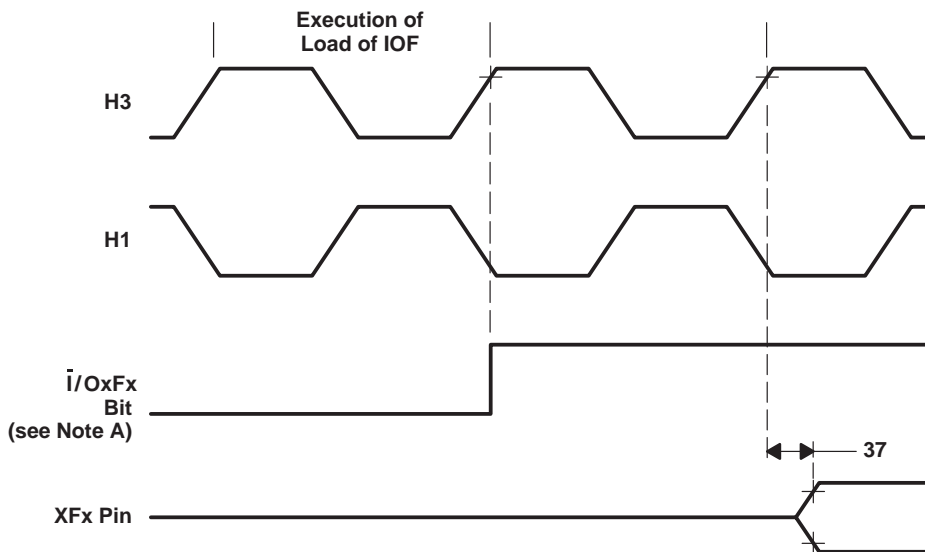 Execution of
Load of IOF
H3
H1
Ī/OxFx
Bit
(see Note A)
37
XFx Pin